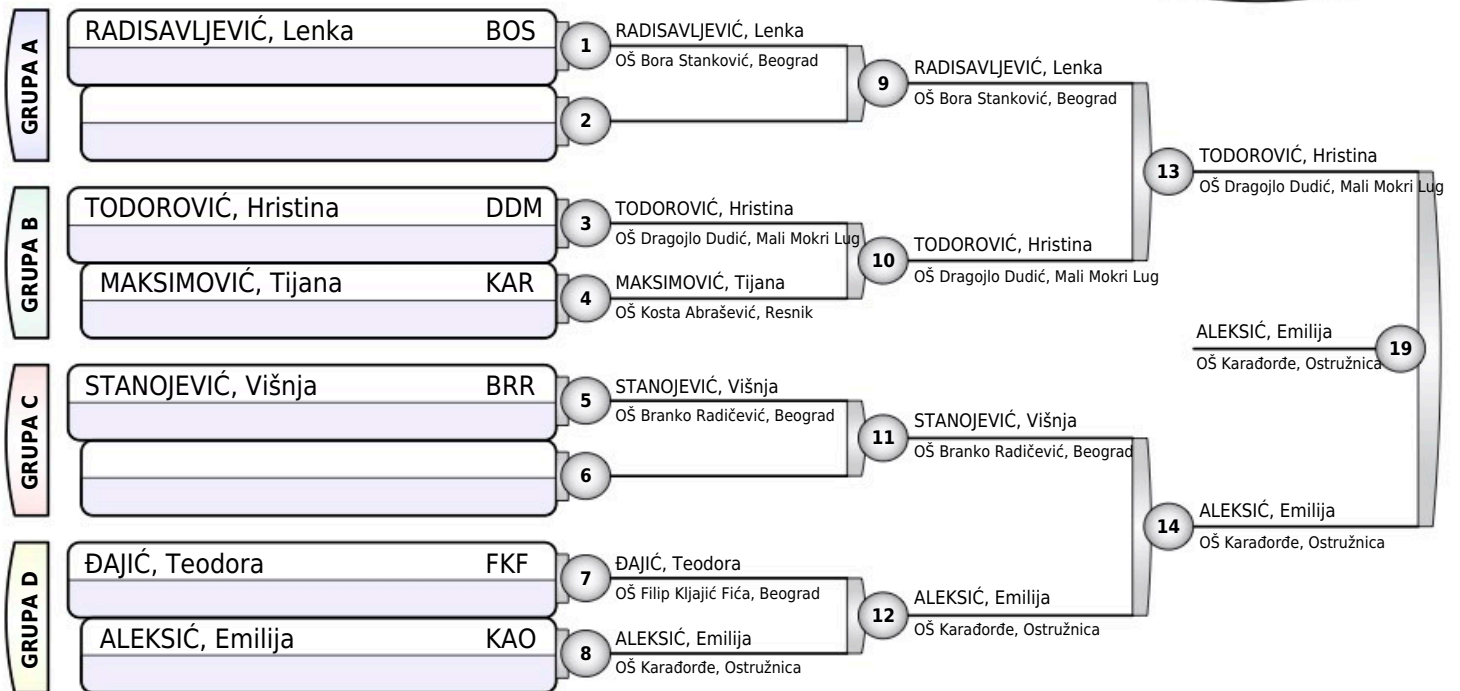 GRUPA A
RADISAVLJEVIĆ, Lenka BOS
1
RADISAVLJEVIĆ, Lenka
OŠ Bora Stanković, Beograd
2
9
RADISAVLJEVIĆ, Lenka
OŠ Bora Stanković, Beograd
GRUPA B
TODOROVIĆ, Hristina DDM
3
TODOROVIĆ, Hristina
OŠ Dragojlo Dudić, Mali Mokri Lug
MAKSIMOVIĆ, Tijana KAR
4
MAKSIMOVIĆ, Tijana
OŠ Kosta Abrašević, Resnik
10
TODOROVIĆ, Hristina
OŠ Dragojlo Dudić, Mali Mokri Lug
13
TODOROVIĆ, Hristina
OŠ Dragojlo Dudić, Mali Mokri Lug
GRUPA C
STANOJEVIĆ, Višnja BRR
5
STANOJEVIĆ, Višnja
OŠ Branko Radičević, Beograd
6
11
STANOJEVIĆ, Višnja
OŠ Branko Radičević, Beograd
GRUPA D
ĐAJIĆ, Teodora FKF
7
ĐAJIĆ, Teodora
OŠ Filip Kljajić Fića, Beograd
ALEKSIĆ, Emilija KAO
8
ALEKSIĆ, Emilija
OŠ Karađorđe, Ostružnica
12
ALEKSIĆ, Emilija
OŠ Karađorđe, Ostružnica
14
ALEKSIĆ, Emilija
OŠ Karađorđe, Ostružnica
ALEKSIĆ, Emilija
OŠ Karađorđe, Ostružnica
19